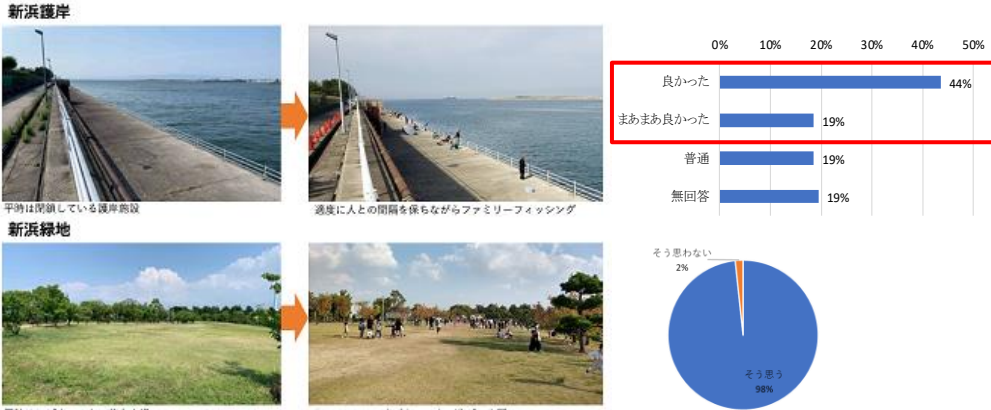 新浜護岸
平時は閉鎖している護岸施設
適度に人との間隔を保ちながらファミリーフィッシング
新浜緑地
0% 10% 20% 30% 40% 50%
良かった 44%
まあまあ良かった 19%
普通 19%
無回答 19%
そう思わない
2%
そう思う
98%